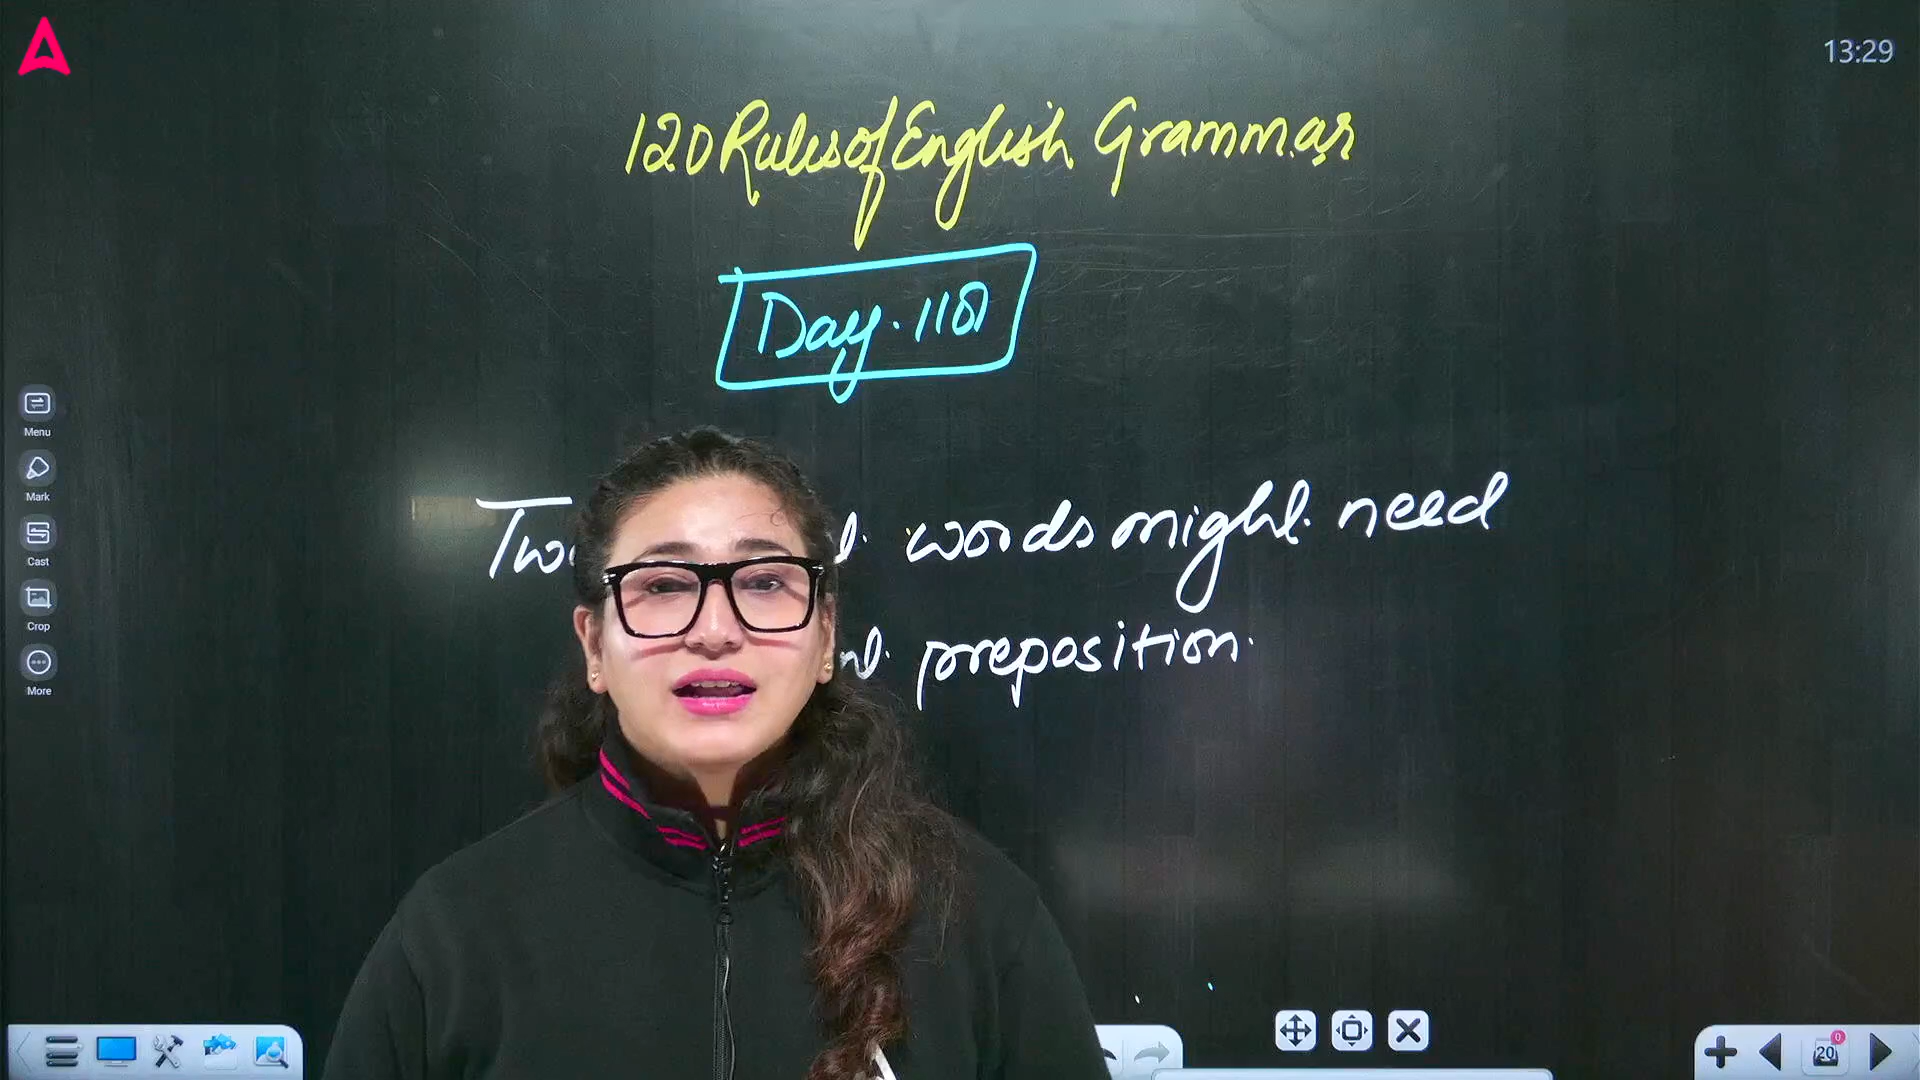 13:29
120 Rules of English Grammar
Day. 118
words might need
preposition.
Menu
Mark
Cast
Crop
More
20
0